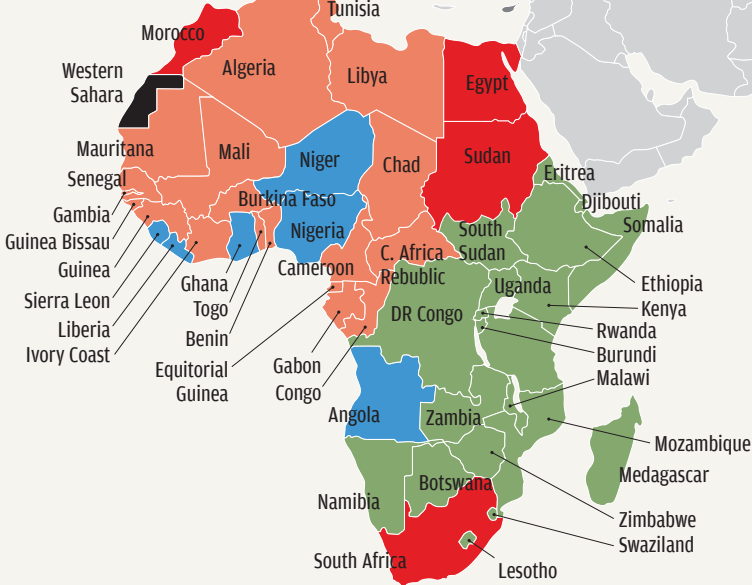 Tunisia
Morocco
Algeria
Libya
Egypt
Western
Sahara
Mauritana
Mali
Niger
Chad
Sudan
Eritrea
Senegal
Burkina Faso
Djibouti
Gambia
Nigeria
South
Sudan
Somalia
Guinea Bissau
C. Africa
Rebublic
Guinea
Cameroon
Ethiopia
Ghana
Uganda
Sierra Leon
Togo
DR Congo
Kenya
Liberia
Benin
Rwanda
Ivory Coast
Equitorial
Guinea
Gabon
Congo
Burundi
Malawi
Angola
Zambia
Mozambique
Medagascar
Botswana
Namibia
Zimbabwe
Swaziland
South Africa
Lesotho